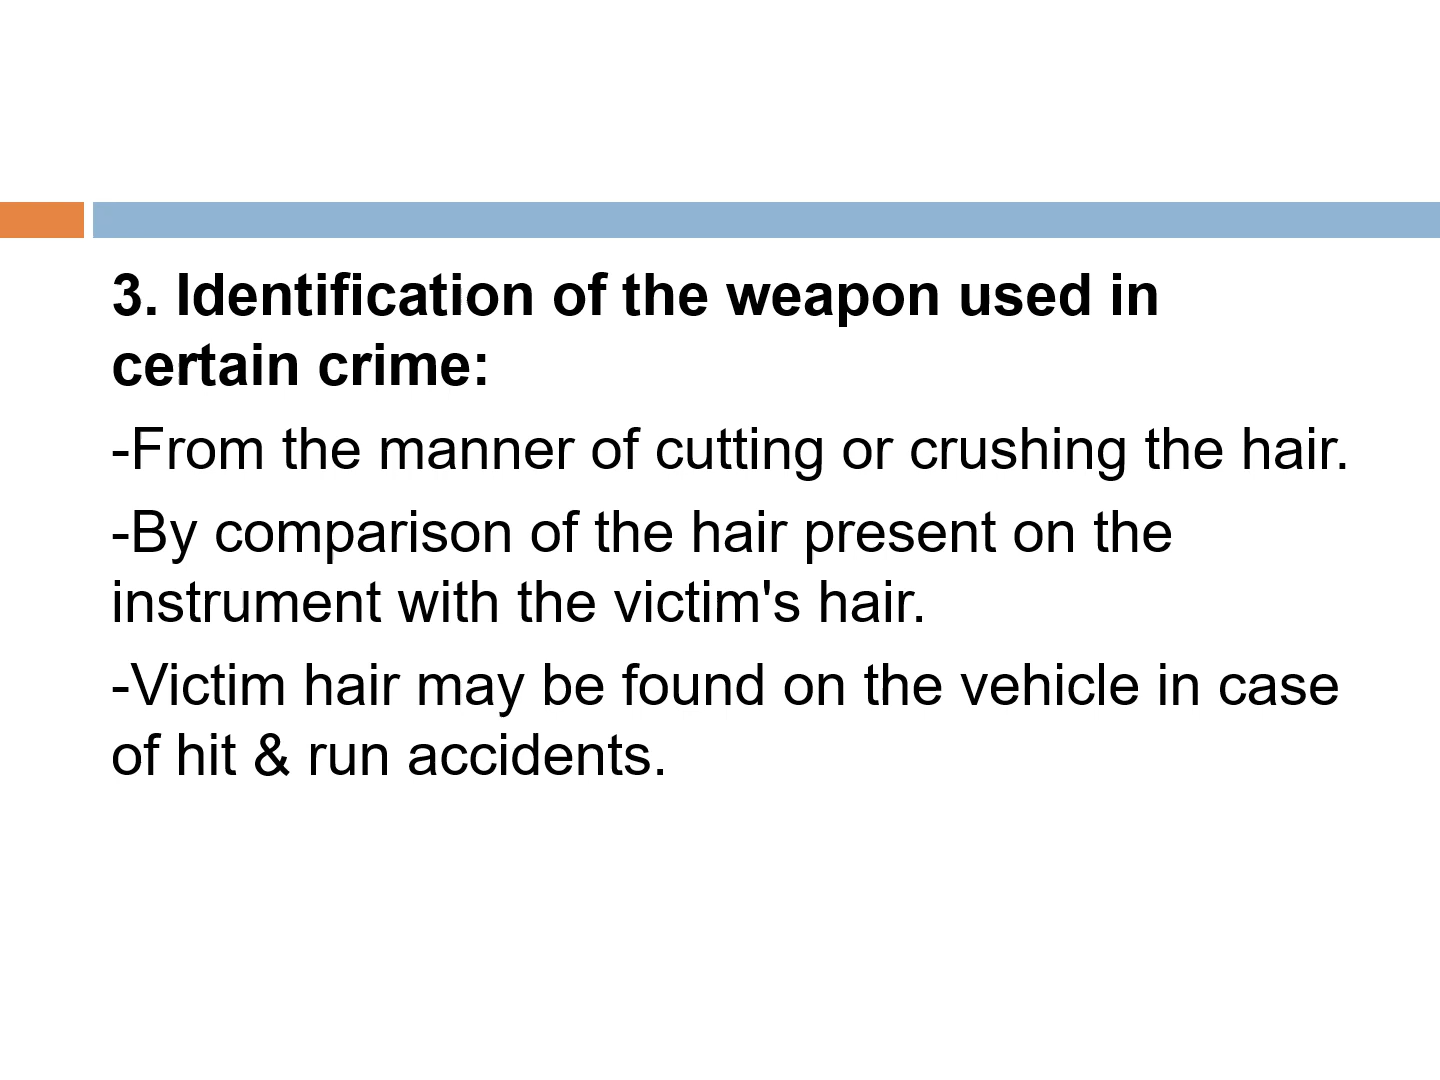 3. Identification of the weapon used in
certain crime:
-From the manner of cutting or crushing the hair.
-By comparison of the hair present on the
instrument with the victim's hair.
-Victim hair may be found on the vehicle in case
of hit & run accidents.